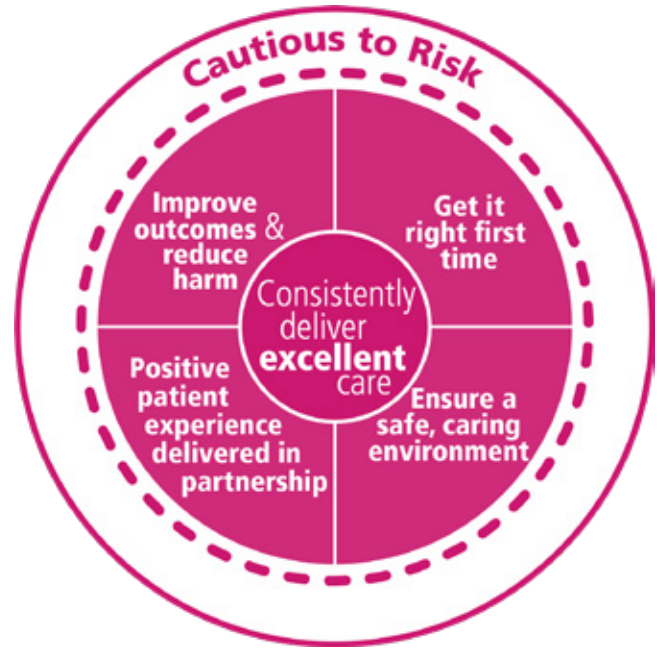 Cautious to Risk
Improve
outcomes &
reduce
harm
Get it
right first
time
Consistently
deliver
excellent
care
Positive
patient
experience
delivered in
partnership
Ensure a
safe, caring
environment